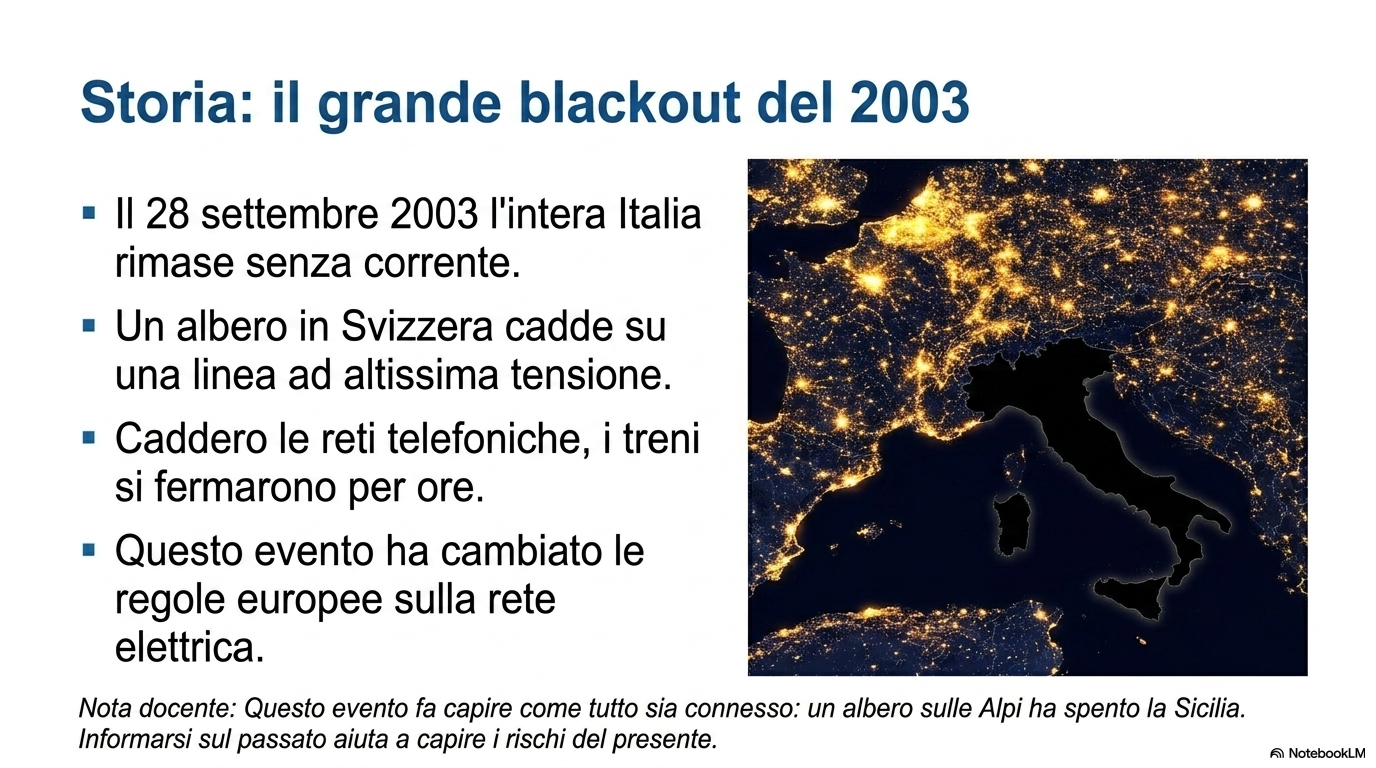 Storia: il grande blackout del 2003
▪ Il 28 settembre 2003 l'intera Italia
rimase senza corrente.
▪ Un albero in Svizzera cadde su
una linea ad altissima tensione.
▪ Caddero le reti telefoniche, i treni
si fermarono per ore.
▪ Questo evento ha cambiato le
regole europee sulla rete
elettrica.
Nota docente: Questo evento fa capire come tutto sia connesso: un albero sulle Alpi ha spento la Sicilia.
Informarsi sul passato aiuta a capire i rischi del presente.
NotebookLM